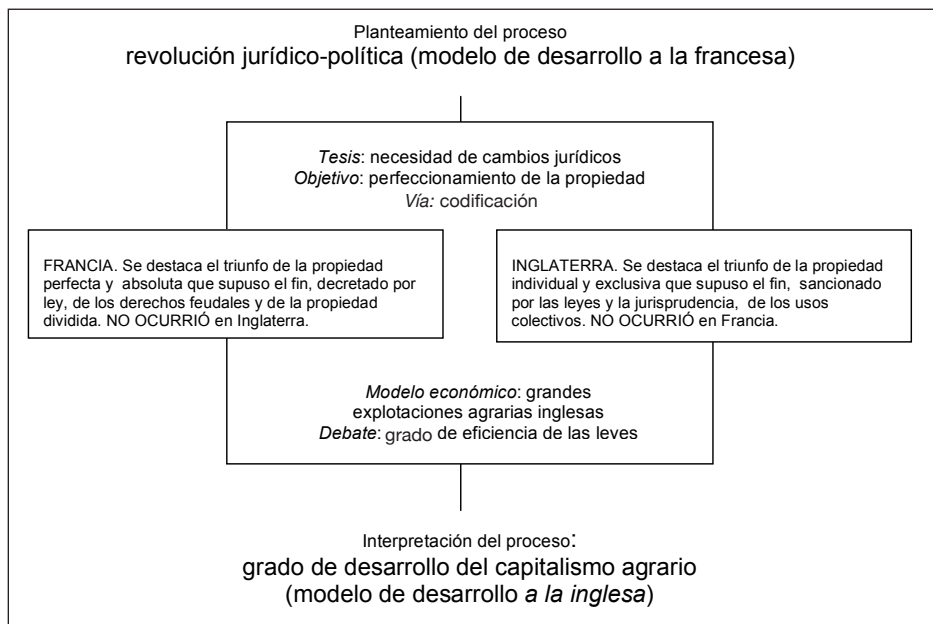 Planteamiento del proceso
revolución jurídico-política (modelo de desarrollo a la francesa)
Tesis: necesidad de cambios jurídicos
Objetivo: perfeccionamiento de la propiedad
Vía: codificación
FRANCIA. Se destaca el triunfo de la propiedad
perfecta y absoluta que supuso el fin, decretado por
ley, de los derechos feudales y de la propiedad
dividida. NO OCURRIÓ en Inglaterra.
INGLATERRA. Se destaca el triunfo de la propiedad
individual y exclusiva que supuso el fin, sancionado
por las leyes y la jurisprudencia, de los usos
colectivos. NO OCURRIÓ en Francia.
Modelo económico: grandes
explotaciones agrarias inglesas
Debate: grado de eficiencia de las leves
Interpretación del proceso:
grado de desarrollo del capitalismo agrario
(modelo de desarrollo a la inglesa)